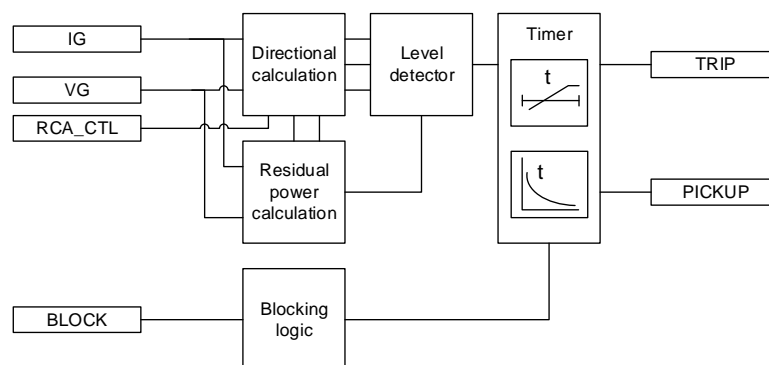 IG
VG
RCA_CTL
BLOCK
Directional
calculation
Residual
power
calculation
Blocking
logic
Level
detector
Timer
t
t
TRIP
PICKUP